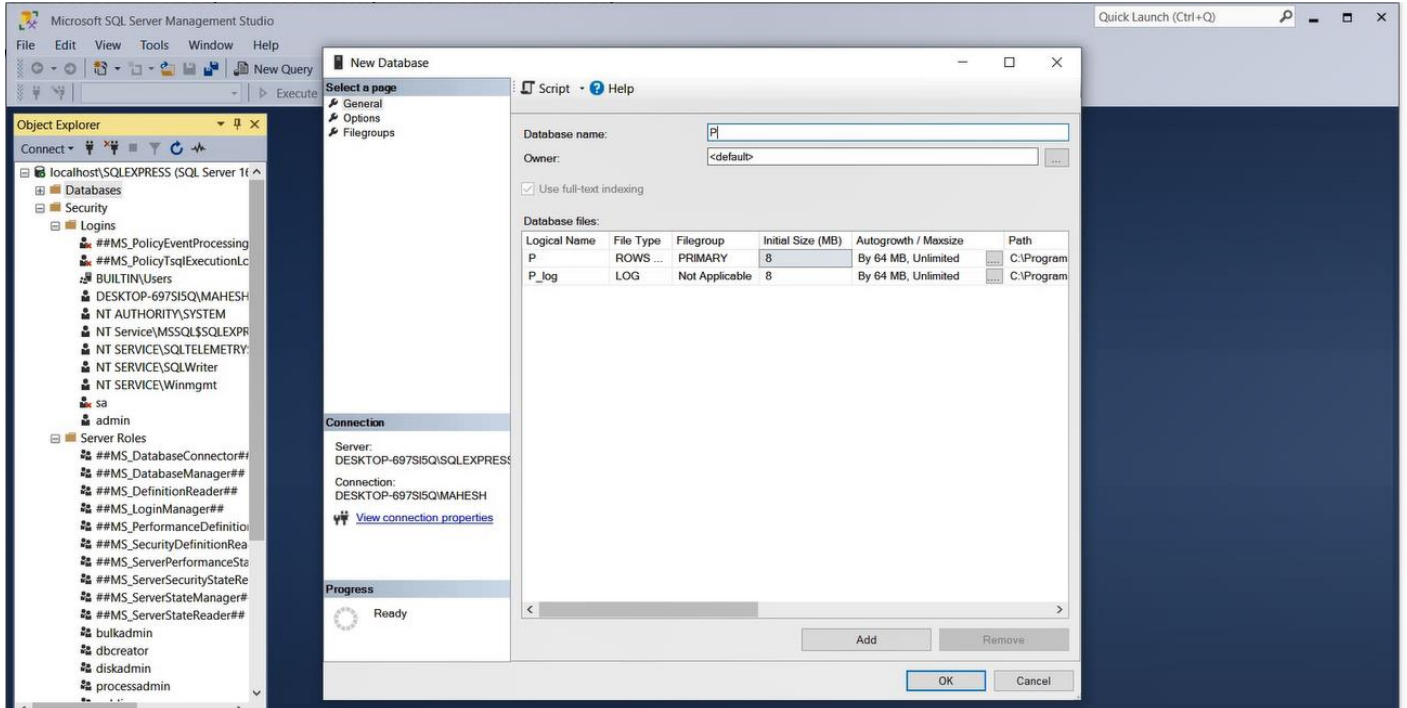 Microsoft SQL Server Management Studio
Quick Launch (Ctrl+Q)
File Edit View Tools Window Help
New Query
Execute
Object Explorer
Connect
localhost\SQLEXPRESS (SQL Server 16
Databases
Security
Logins
##MS_PolicyEventProcessing
##MS_PolicyTsqlExecutionLo
BUILTIN\Users
DESKTOP-697SI5Q\MAHESH
NT AUTHORITY\SYSTEM
NT Service\MSSQL$SQLEXPR
NT SERVICE\SQLTELEMETRY
NT SERVICE\SQLWriter
NT SERVICE\Winmgmt
sa
admin
Server Roles
##MS_DatabaseConnector##
##MS_DatabaseManager##
##MS_DefinitionReader##
##MS_LoginManager##
##MS_PerformanceDefinition
##MS_SecurityDefinitionRea
##MS_ServerPerformanceSta
##MS_ServerSecurityStateRe
##MS_ServerStateManager#
##MS_ServerStateReader##
bulkadmin
dbcreator
diskadmin
processadmin
New Database
Select a page
General
Options
Filegroups
Connection
Server:
DESKTOP-697SI5Q\SQLEXPRESS
Connection:
DESKTOP-697SI5Q\MAHESH
View connection properties
Progress
Ready
Script Help
Database name: P
Owner: <default> ...
Use full-text indexing
Database files:
Logical Name File Type Filegroup Initial Size (MB) Autogrowth / Maxsize Path
P ROWS ... PRIMARY 8 By 64 MB, Unlimited ... C:\Program
P_log LOG Not Applicable 8 By 64 MB, Unlimited ... C:\Program
Add Remove
OK Cancel